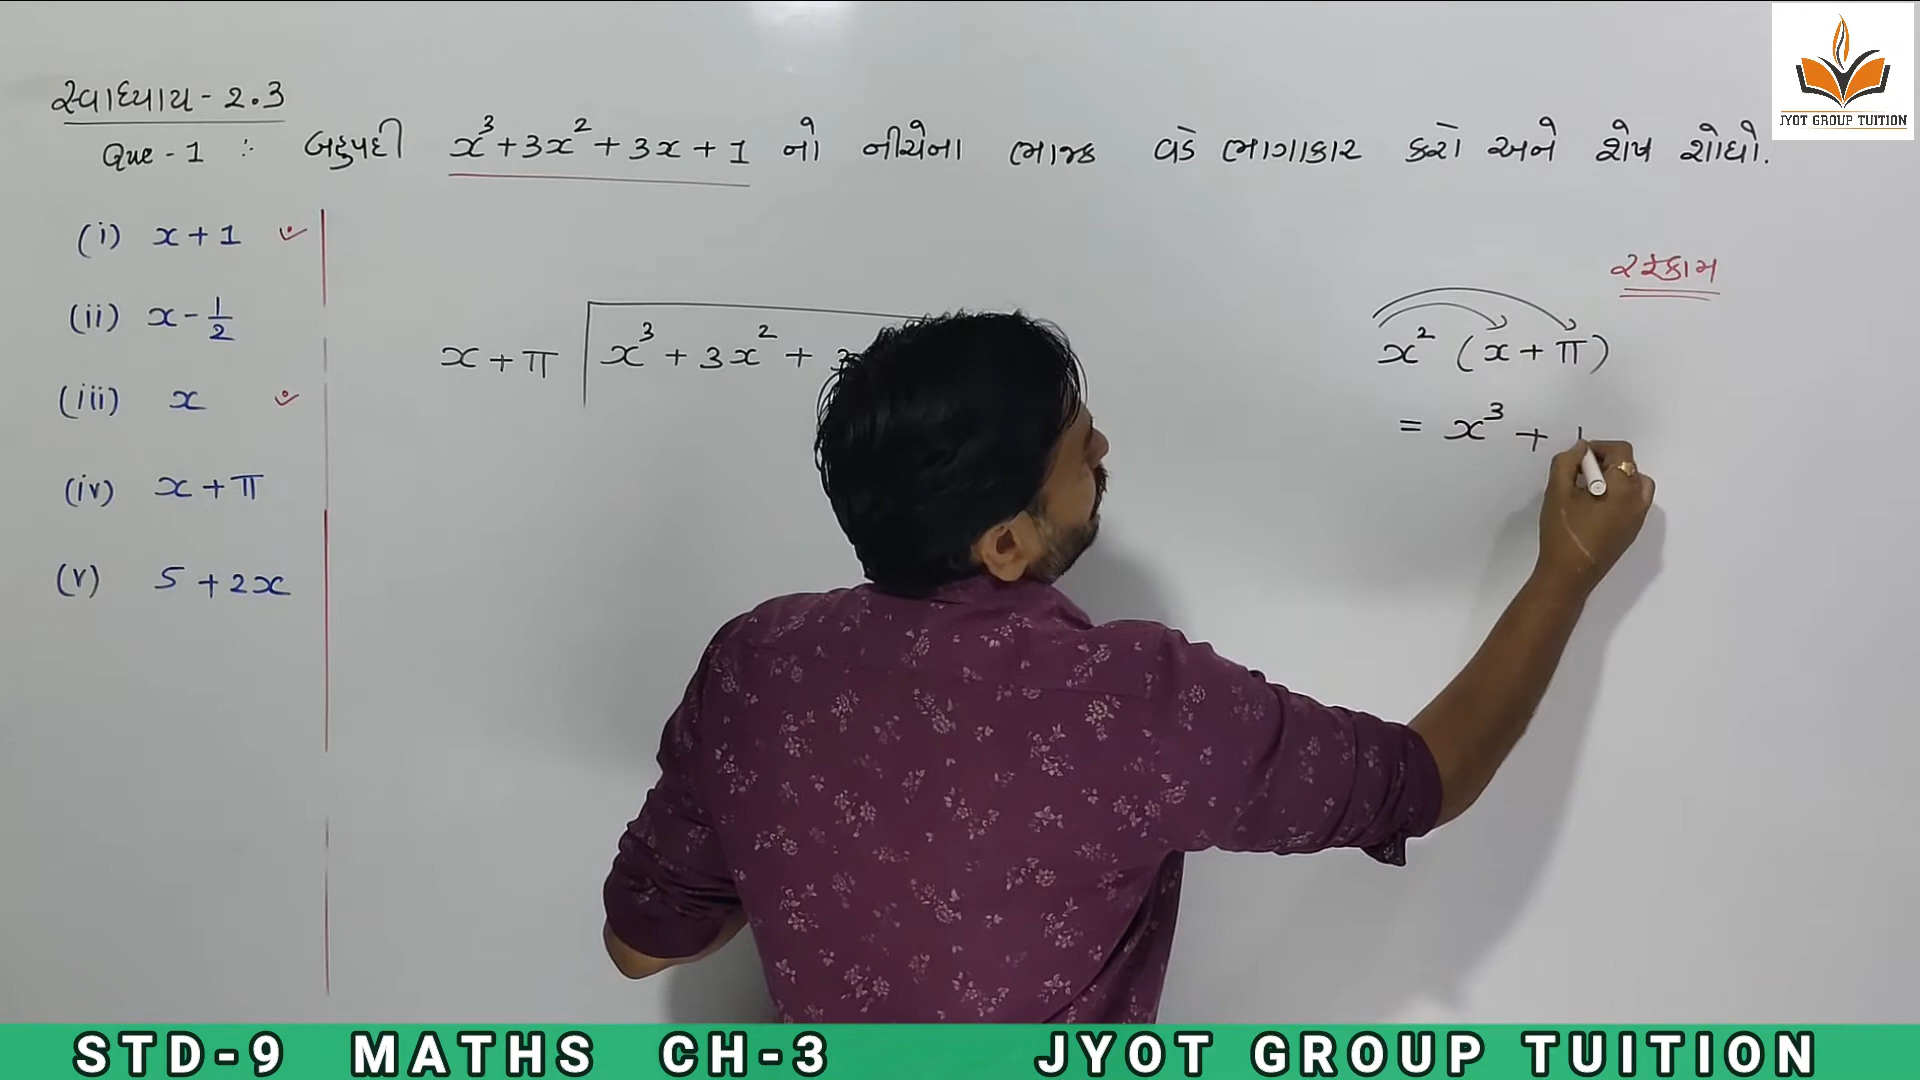 સ્વાધ્યાય - 2.3
Que - 1 : બહુપદી x³ + 3x² + 3x + 1 નો નીચેના ભાજક વડે ભાગાકાર કરો અને શેષ શોધો.
(i) x + 1
(ii) x - 1/2
(iii) x
(iv) x + π
(v) 5 + 2x
x + π
x³ + 3x² + 3
રફકામ
x² (x + π)
= x³ +
JYOT GROUP TUITION
STD-9 MATHS CH-3 JYOT GROUP TUITION